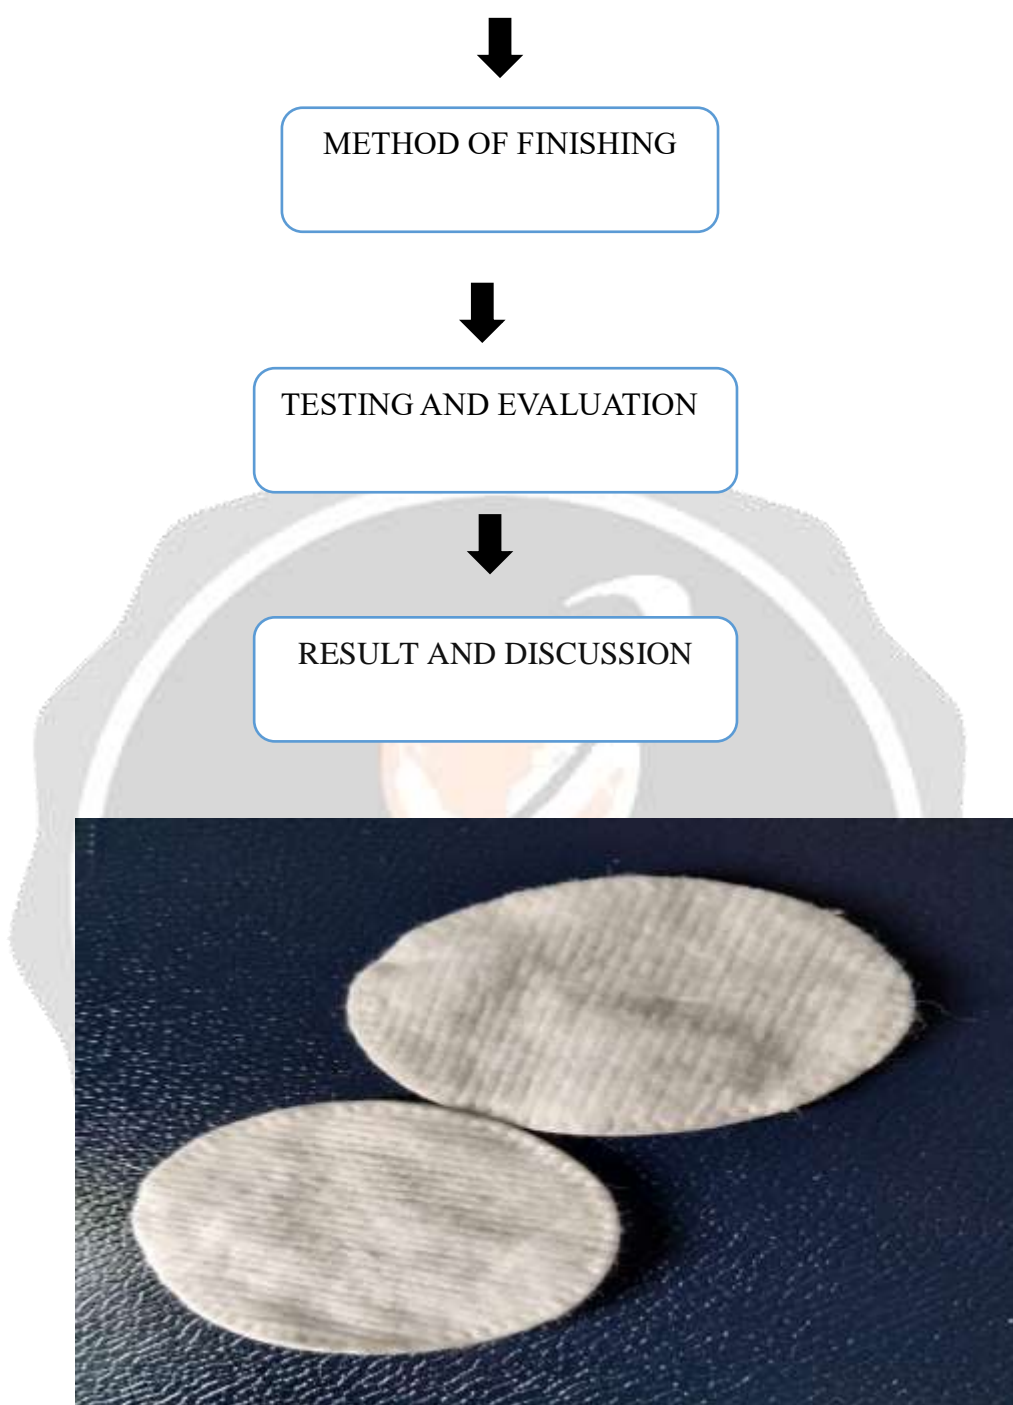 METHOD OF FINISHING
TESTING AND EVALUATION
RESULT AND DISCUSSION